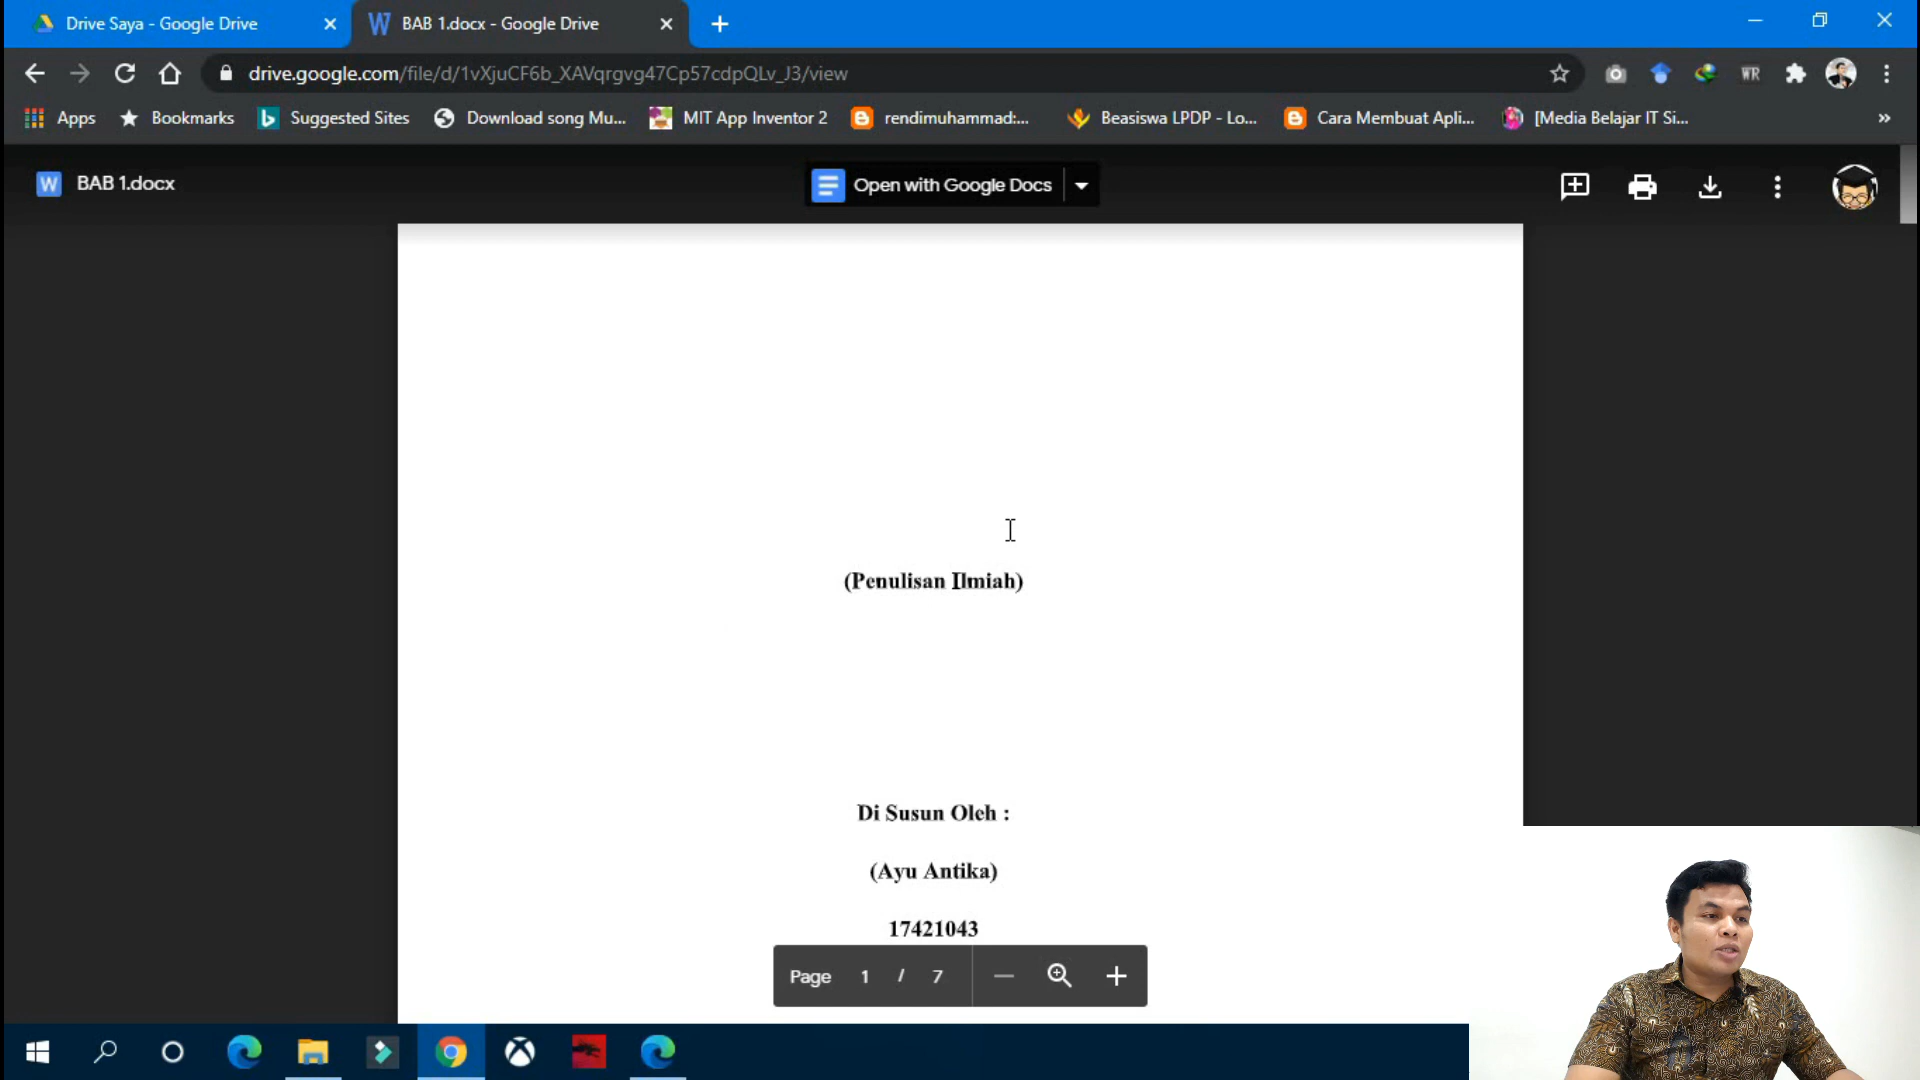 Drive Saya - Google Drive
BAB 1.docx - Google Drive
drive.google.com/file/d/1vXjuCF6b_XAVqrgvg47Cp57cdpQLv_J3/view
WR
Apps
Bookmarks
Suggested Sites
Download song Mu...
MIT App Inventor 2
rendimuhammad:...
Beasiswa LPDP - Lo...
Cara Membuat Apli...
[Media Belajar IT Si...
W BAB 1.docx
Open with Google Docs
(Penulisan Ilmiah)
Di Susun Oleh :
(Ayu Antika)
17421043
Page 1 / 7